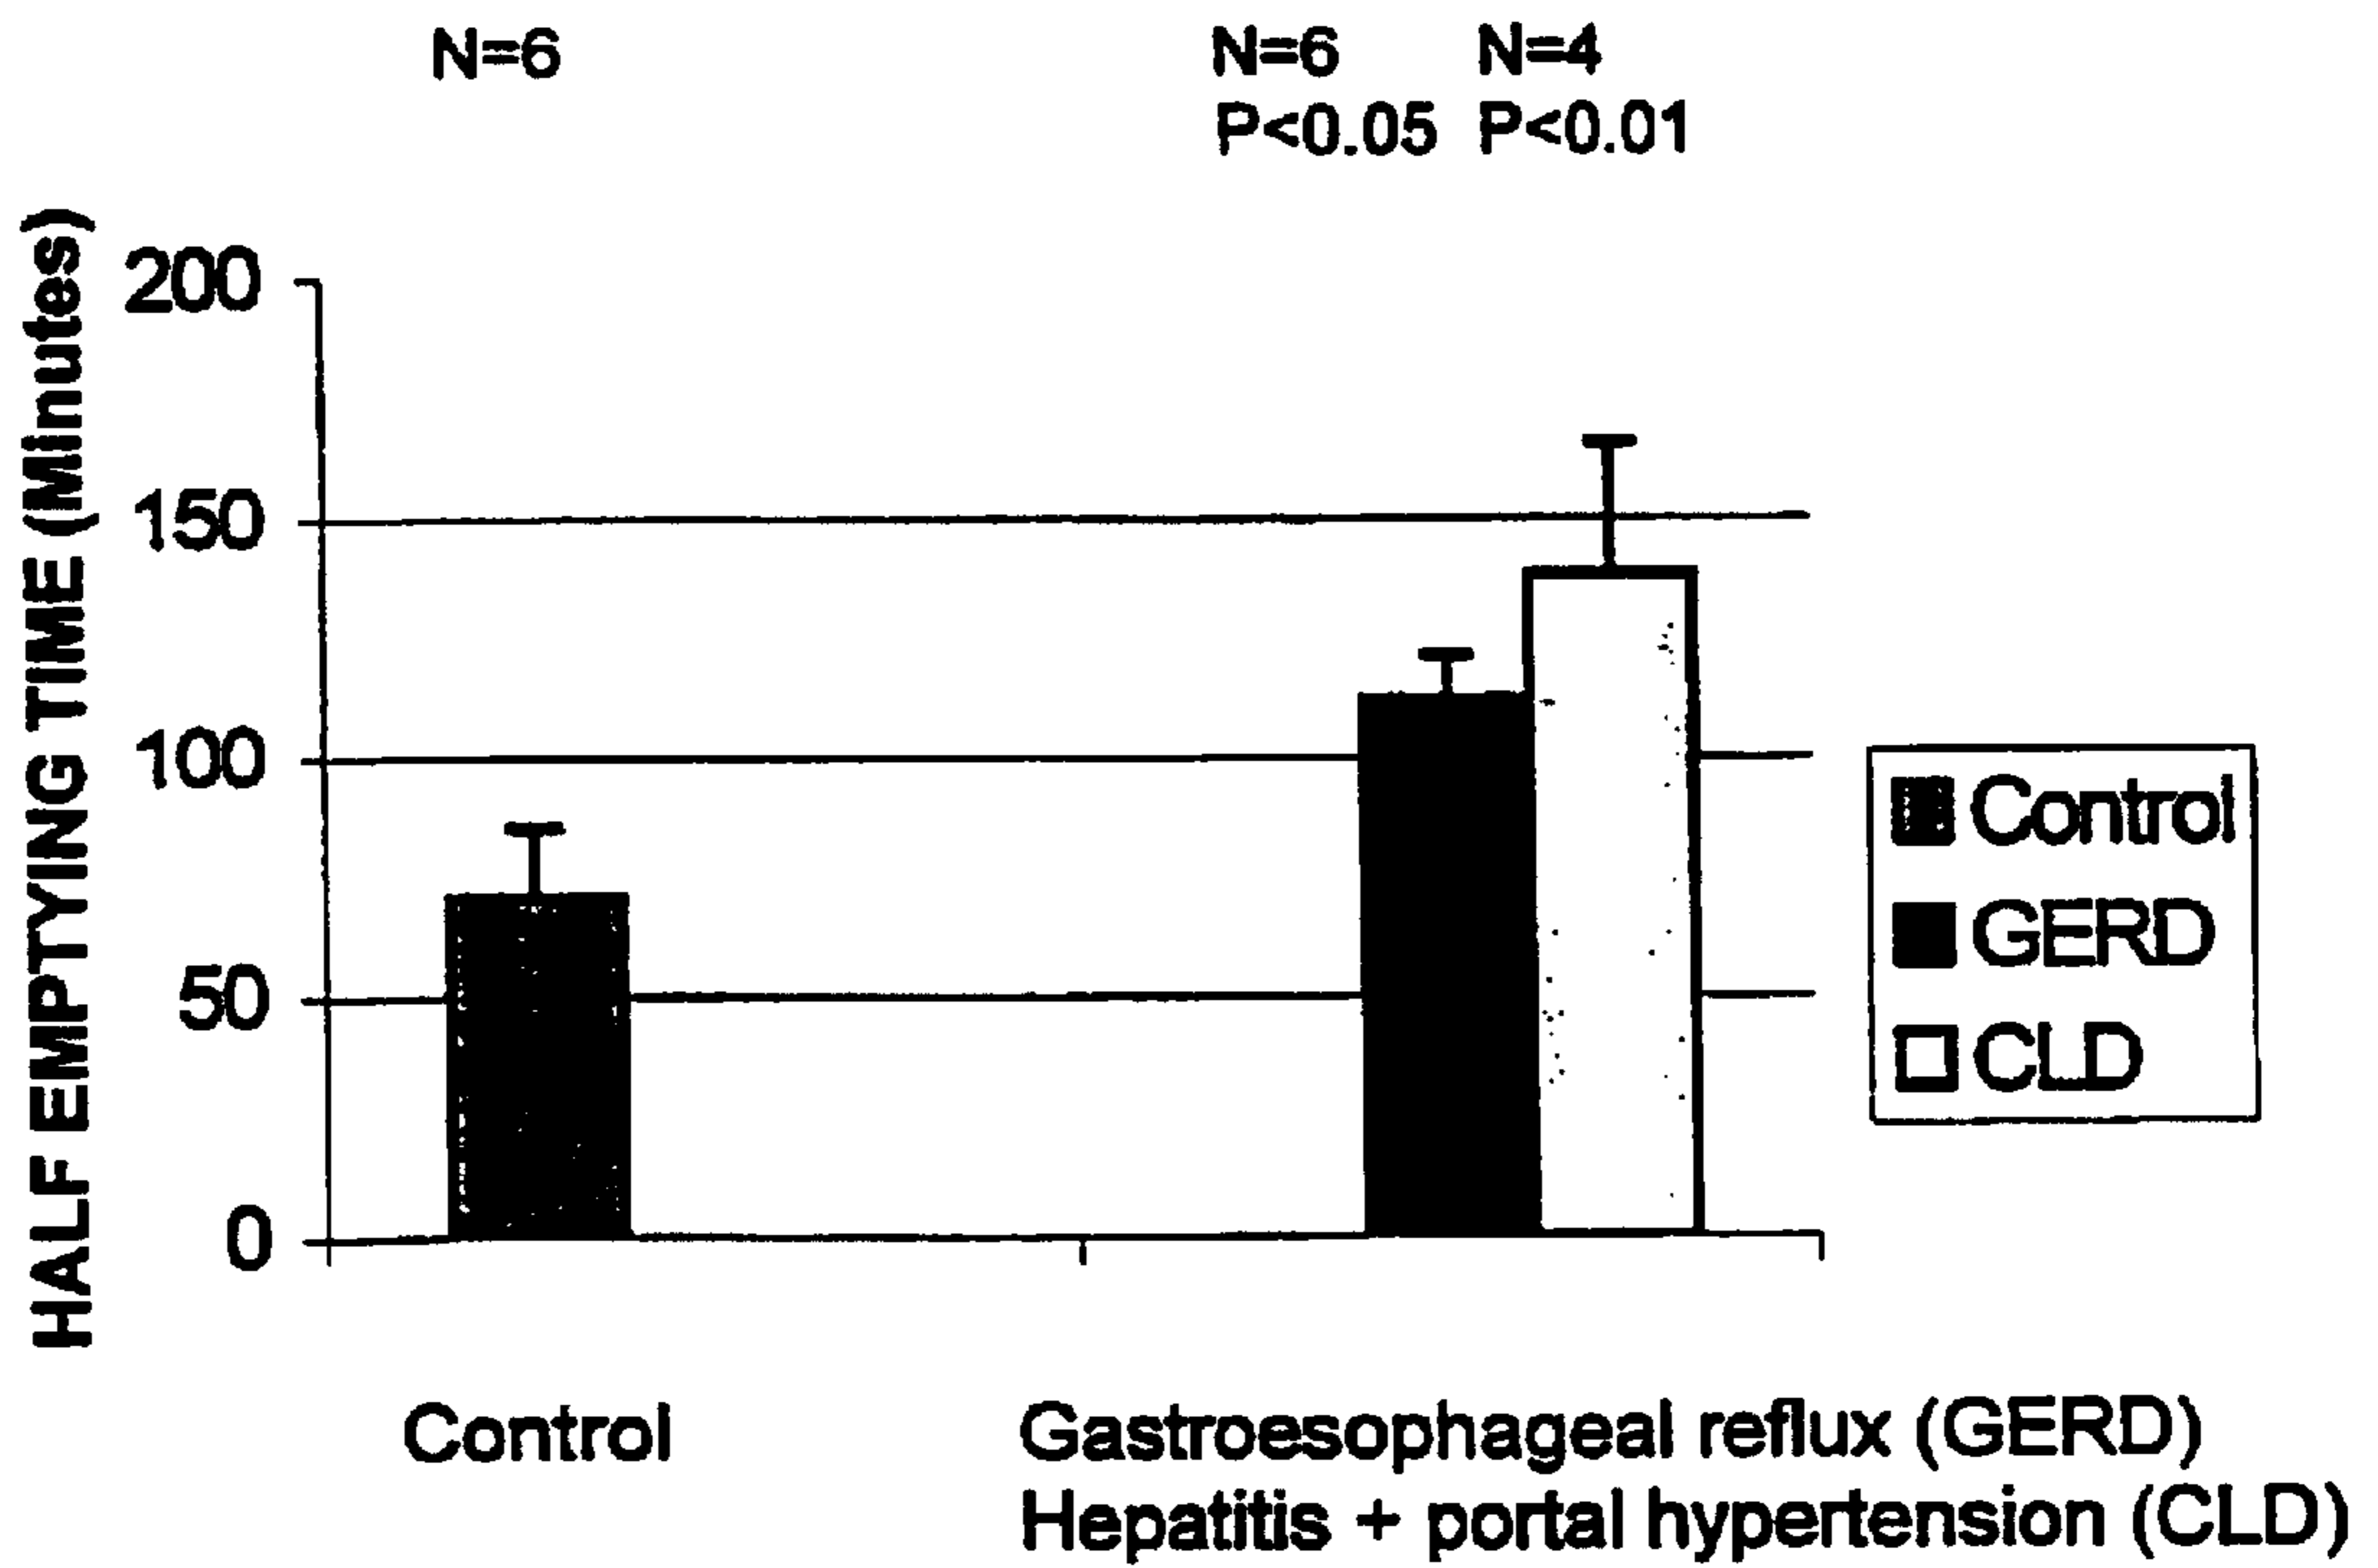 N=6 N=6 N=4
P<0.05 P<0.01
HALF EMPTYING TIME (Minutes)
200
150
100
50
0
Control
GERD
CLD
Control
Gastroesophageal reflux (GERD)
Hepatitis + portal hypertension (CLD)